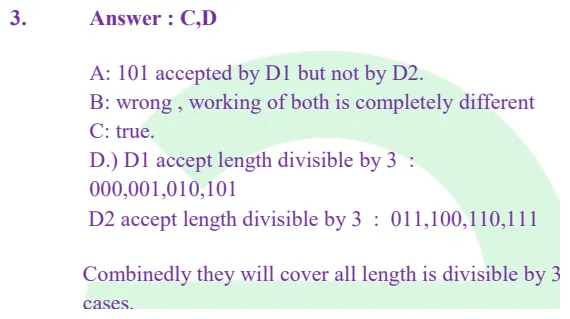 3. Answer : C,D
A: 101 accepted by D1 but not by D2.
B: wrong , working of both is completely different
C: true.
D.) D1 accept length divisible by 3 :
000,001,010,101
D2 accept length divisible by 3 : 011,100,110,111
Combinedly they will cover all length is divisible by 3
cases.